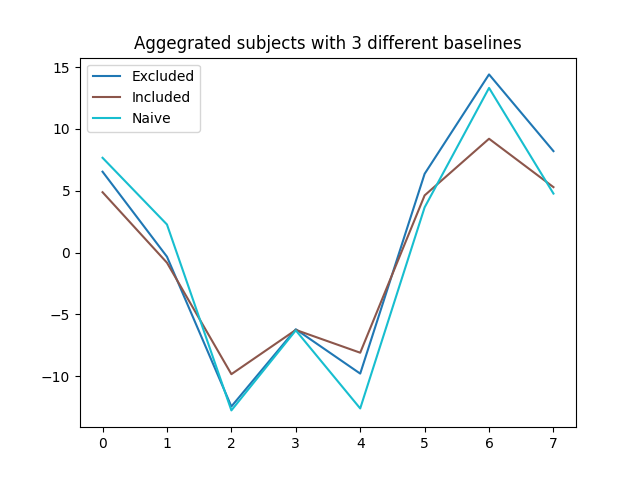 Aggegrated subjects with 3 different baselines
15
10
5
0
−5
−10
Excluded
Included
Naive
0 1 2 3 4 5 6 7